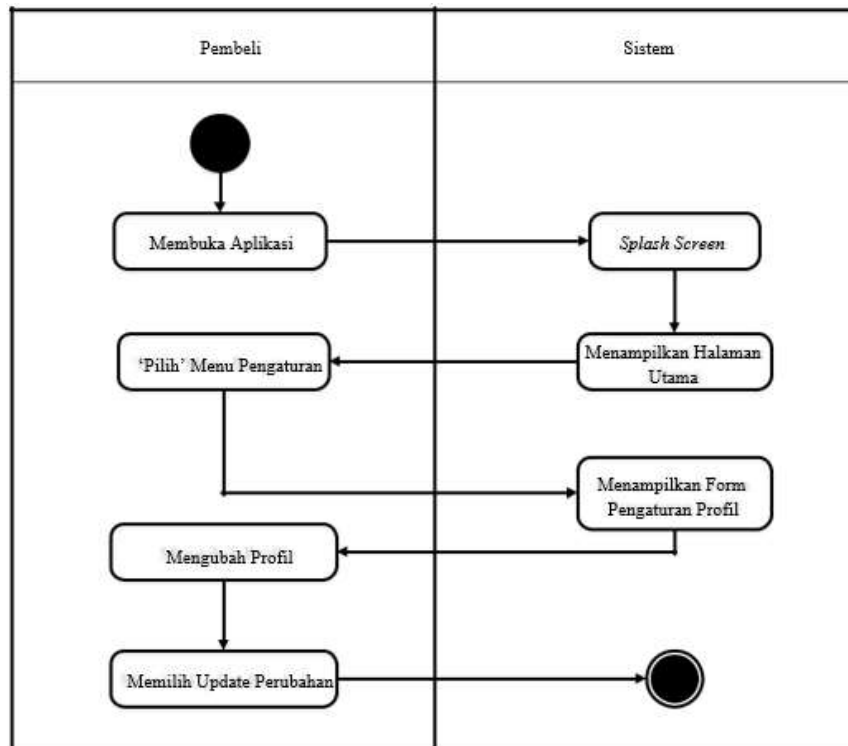 Pembeli
Sistem
Membuka Aplikasi
Splash Screen
'Pilih' Menu Pengaturan
Menampilkan Halaman
Utama
Menampilkan Form
Pengaturan Profil
Mengubah Profil
Memilih Update Perubahan